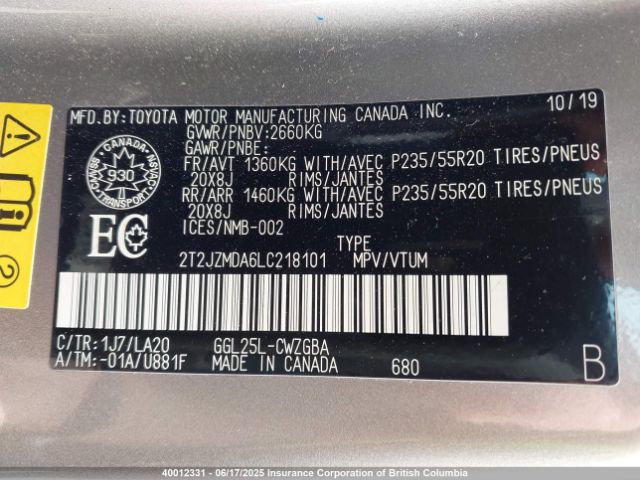 MFD.BY:TOYOTA MOTOR MANUFACTURING CANADA INC. 10/19
GVWR/PNBV:2660KG
GAWR/PNBE:
FR/AVT 1360KG WITH/AVEC P235/55R20 TIRES/PNEUS
20X8J RIMS/JANTES
RR/ARR 1460KG WITH/AVEC P235/55R20 TIRES/PNEUS
20X8J RIMS/JANTES
ICES/NMB-002
CANADA
930
TRANSPORT
EC
TYPE
2T2JZMDA6LC218101 MPV/VTUM
C/TR:1J7/LA20 GGL25L-CWZGBA
A/TM:-01A/U881F MADE IN CANADA 680 B
2
40012331 - 06/17/2025 Insurance Corporation of British Columbia